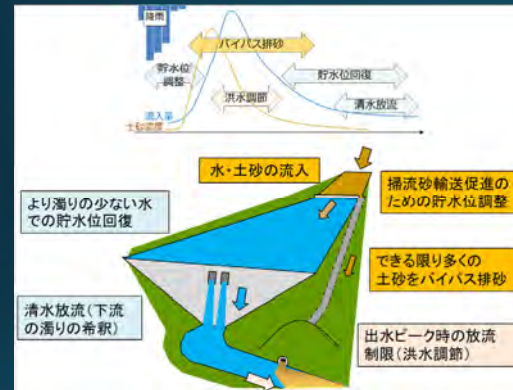 降雨
バイパス排砂
貯水位
調整
貯水位回復
洪水調節
清水放流
流入量
土砂濃度
水・土砂の流入
掃流砂輸送促進の
ための貯水位調整
より濁りの少ない水
での貯水位回復
できる限り多くの
土砂をバイパス排砂
清水放流(下流
の濁りの希釈)
出水ピーク時の放流
制限(洪水調節)